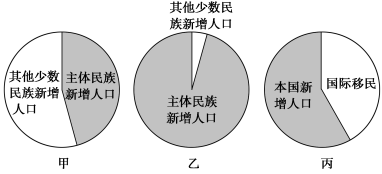 其他少数民
族新增人口
其他少数
民族新增
人口
主体民族
新增人口
主体民族
新增人口
本国新
增人口
国际移民
甲
乙
丙